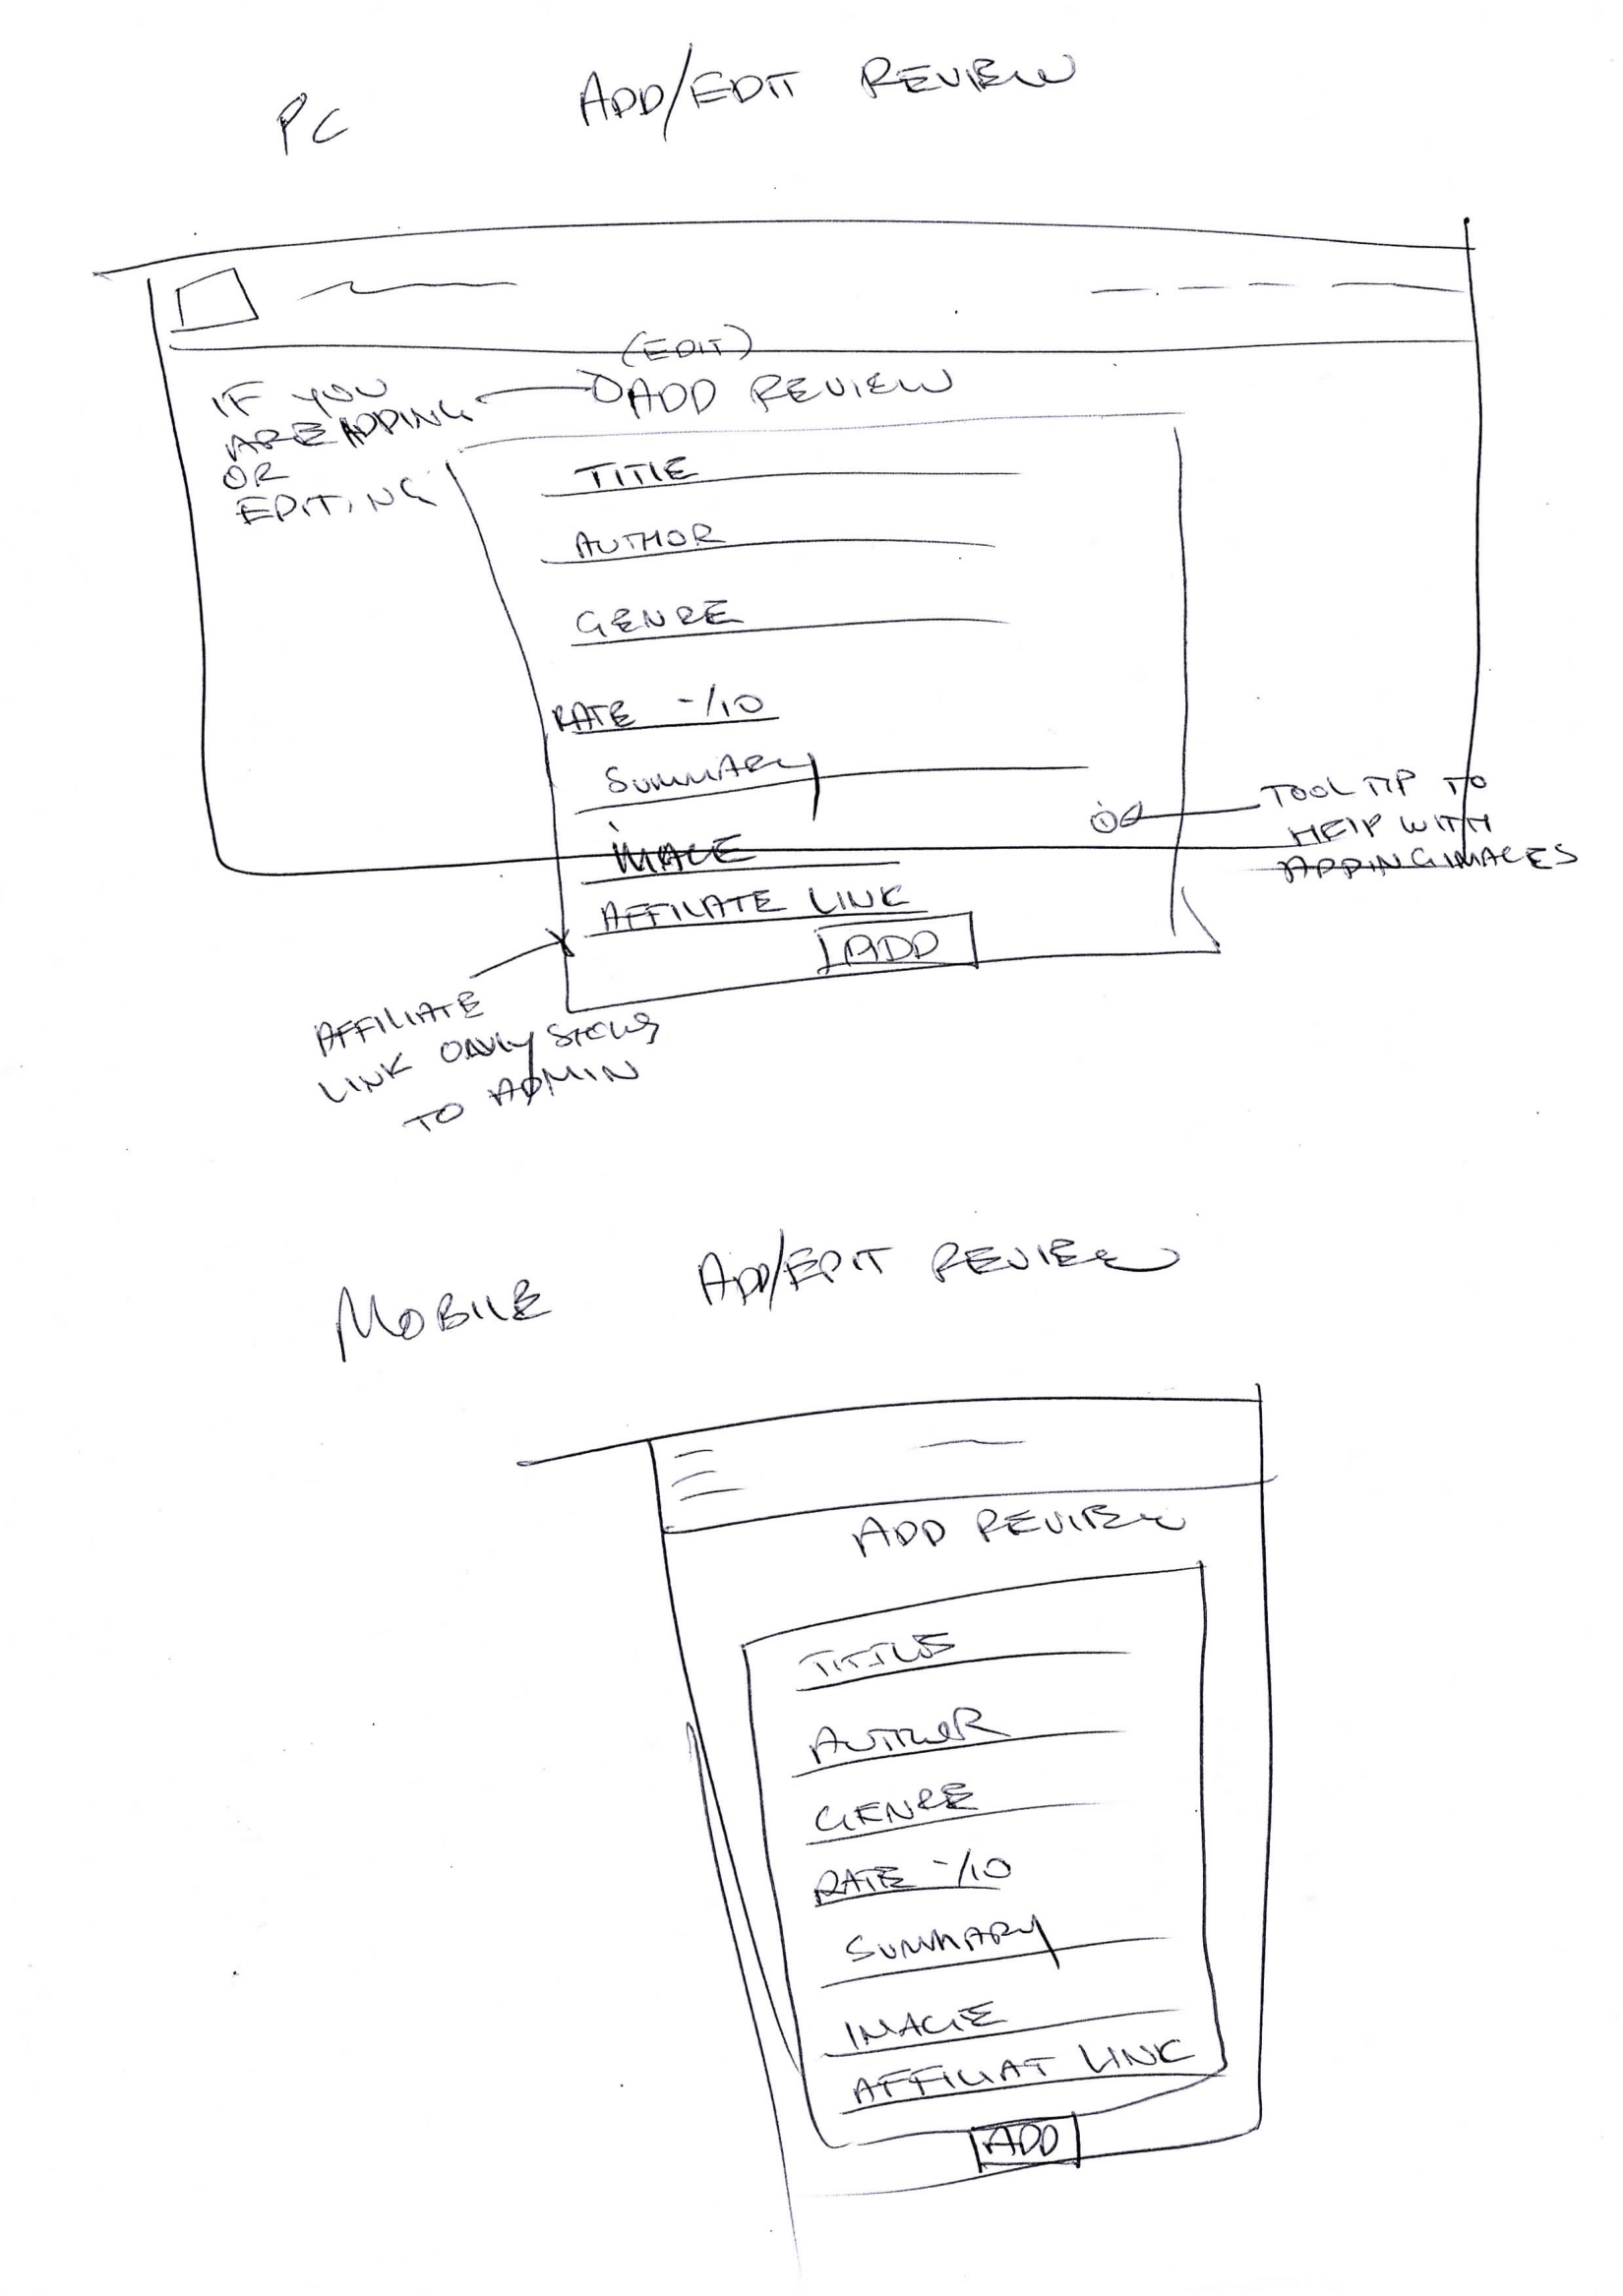 PC
ADD/EDIT REVIEW
(EDIT)
IF YOU
ARE ADDING
OR
EDITING
ADD REVIEW
TITLE
AUTHOR
GENRE
RATE -/10
SUMMARY
i
TOOL TIP TO
HELP WITH
ADDING IMAGES
IMAGE
AFFILATE LINK
ADD
AFFILIATE
LINK ONLY SHOWS
TO ADMIN
MOBILE
ADD/EDIT REVIEW
ADD REVIEW
TITLE
AUTHOR
GENRE
RATE -/10
SUMMARY
IMAGE
AFFILIAT LINK
ADD